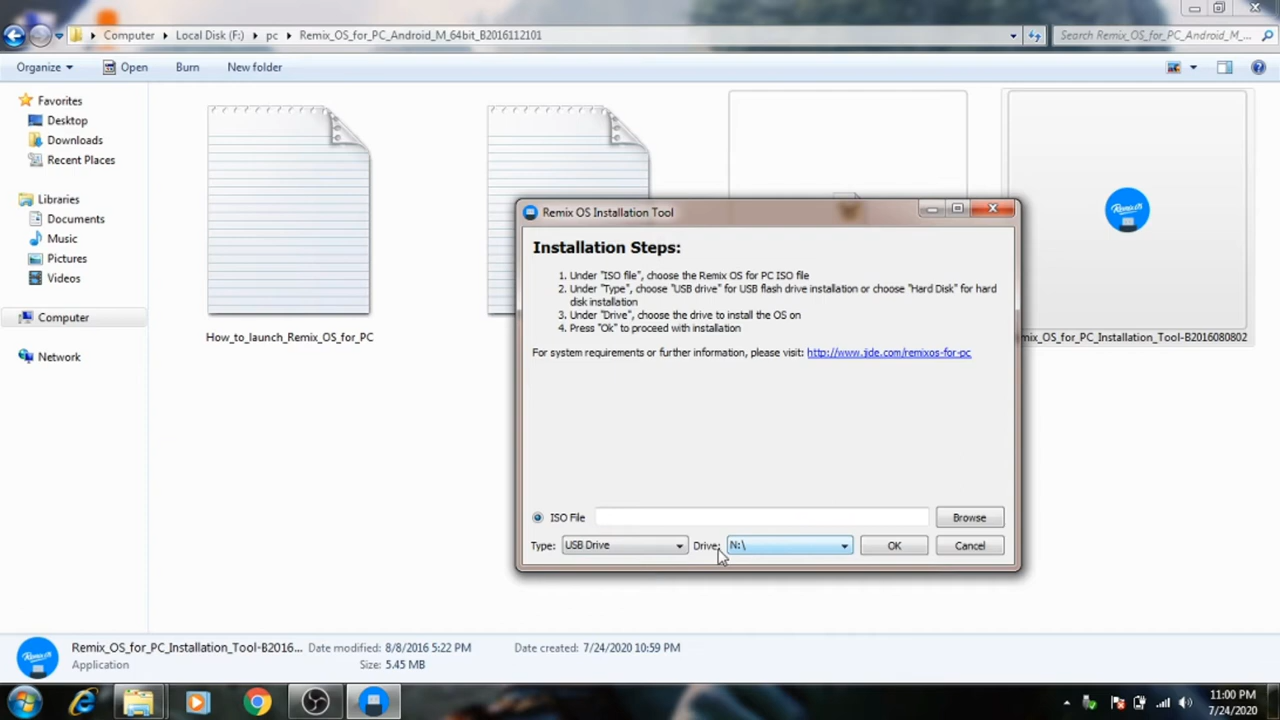 Computer ▸ Local Disk (F:) ▸ pc ▸ Remix_OS_for_PC_Android_M_64bit_B2016112101
Search Remix_OS_for_PC_Android_M_...
Organize
Open
Burn
New folder
Favorites
Desktop
Downloads
Recent Places
Libraries
Documents
Music
Pictures
Videos
Computer
Network
How_to_launch_Remix_OS_for_PC
mix_OS_for_PC_Installation_Tool-B2016080802
Remix OS
Remix OS Installation Tool
Installation Steps:
1. Under "ISO file", choose the Remix OS for PC ISO file
2. Under "Type", choose "USB drive" for USB flash drive installation or choose "Hard Disk" for hard
disk installation
3. Under "Drive", choose the drive to install the OS on
4. Press "Ok" to proceed with installation
For system requirements or further information, please visit: http://www.jide.com/remixos-for-pc
ISO File
Browse
Type: USB Drive
Drive: N:\
OK
Cancel
Remix OS
Remix_OS_for_PC_Installation_Tool-B2016... Date modified: 8/8/2016 5:22 PM Date created: 7/24/2020 10:59 PM
Application Size: 5.45 MB
11:00 PM
7/24/2020